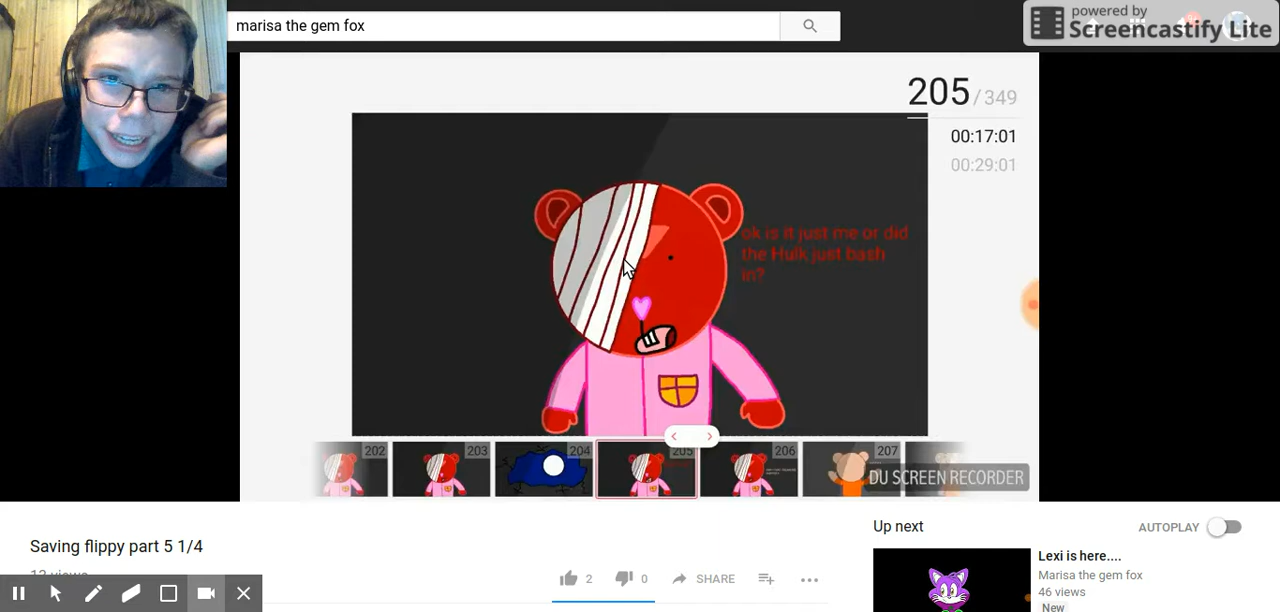 marisa the gem fox
powered by
Screencastify Lite
205 / 349
00:17:01
00:29:01
ok is it just me or did
the Hulk just bash
in?
202
203
204
205
206
207
DU SCREEN RECORDER
Saving flippy part 5 1/4
2
0
SHARE
Up next
AUTOPLAY
Lexi is here....
Marisa the gem fox
46 views
New